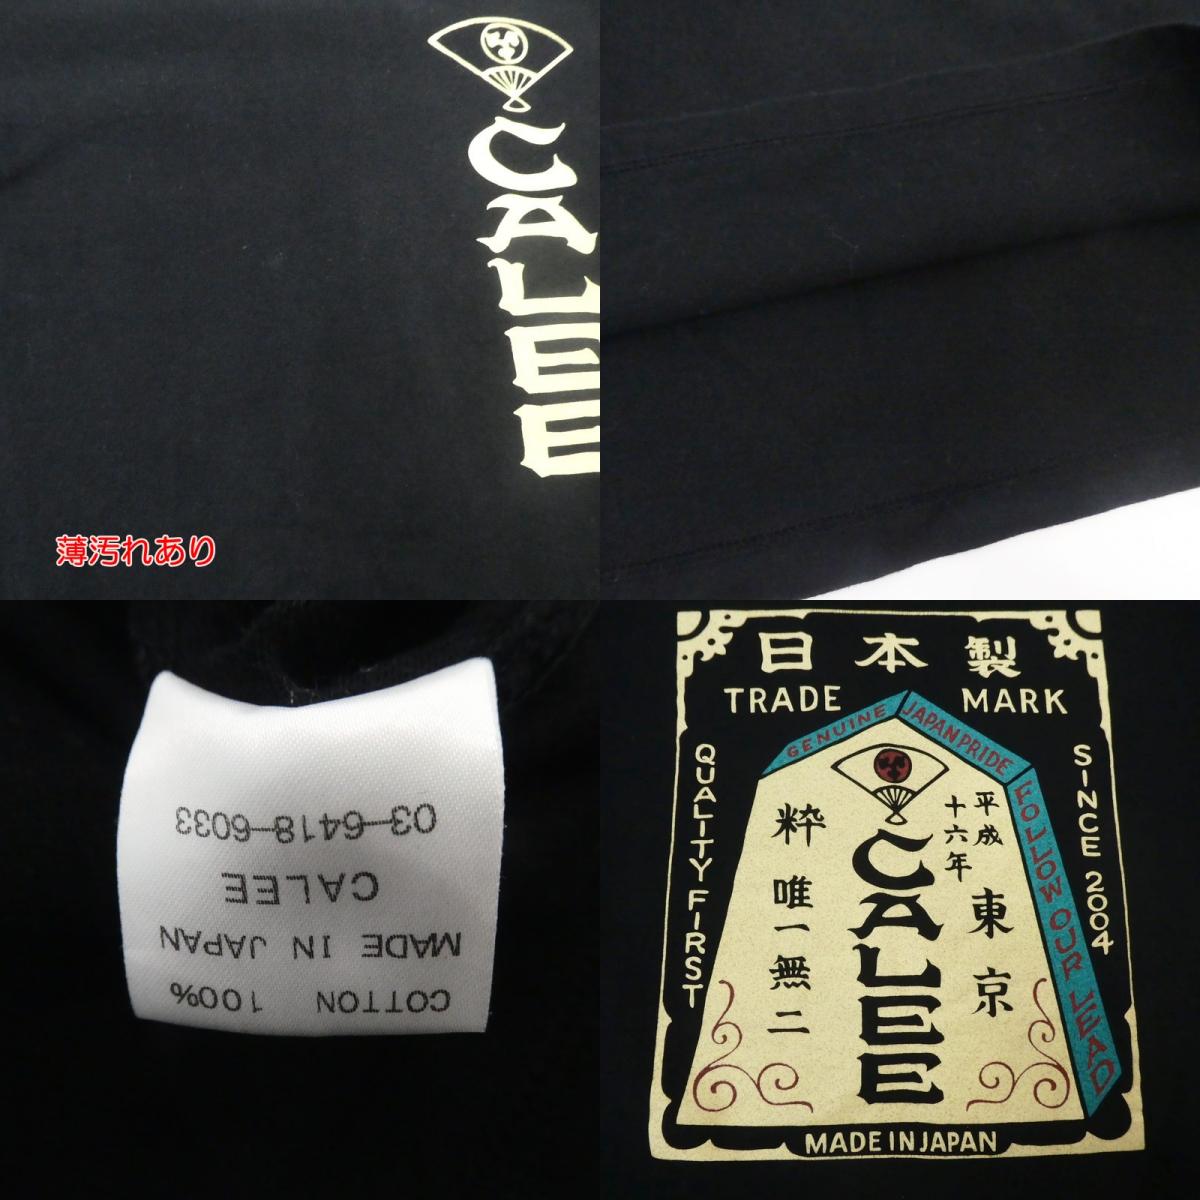 CALEE
薄汚れあり
03-6418-6033
CALEE
MADE IN JAPAN
COTTON 100%
日本製
TRADE MARK
GENUINE JAPAN PRIDE FOLLOW OUR LEAD
QUALITY FIRST
SINCE 2004
平成
十六年
東京
CALEE
粋唯一無二
MADE IN JAPAN